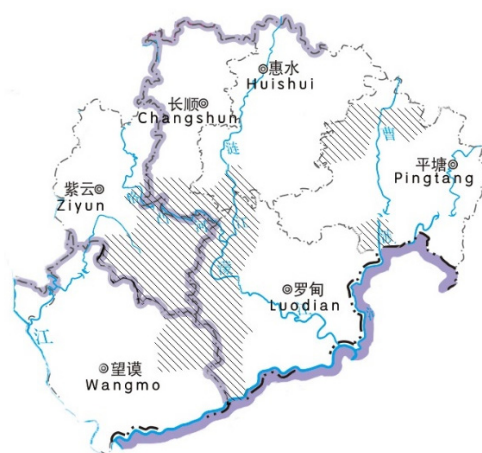 惠水
Huishui
长顺
Changshun
涟
曹
平塘
Pingtang
紫云
Ziyun
江
罗甸
Luodian
江
望谟
Wangmo